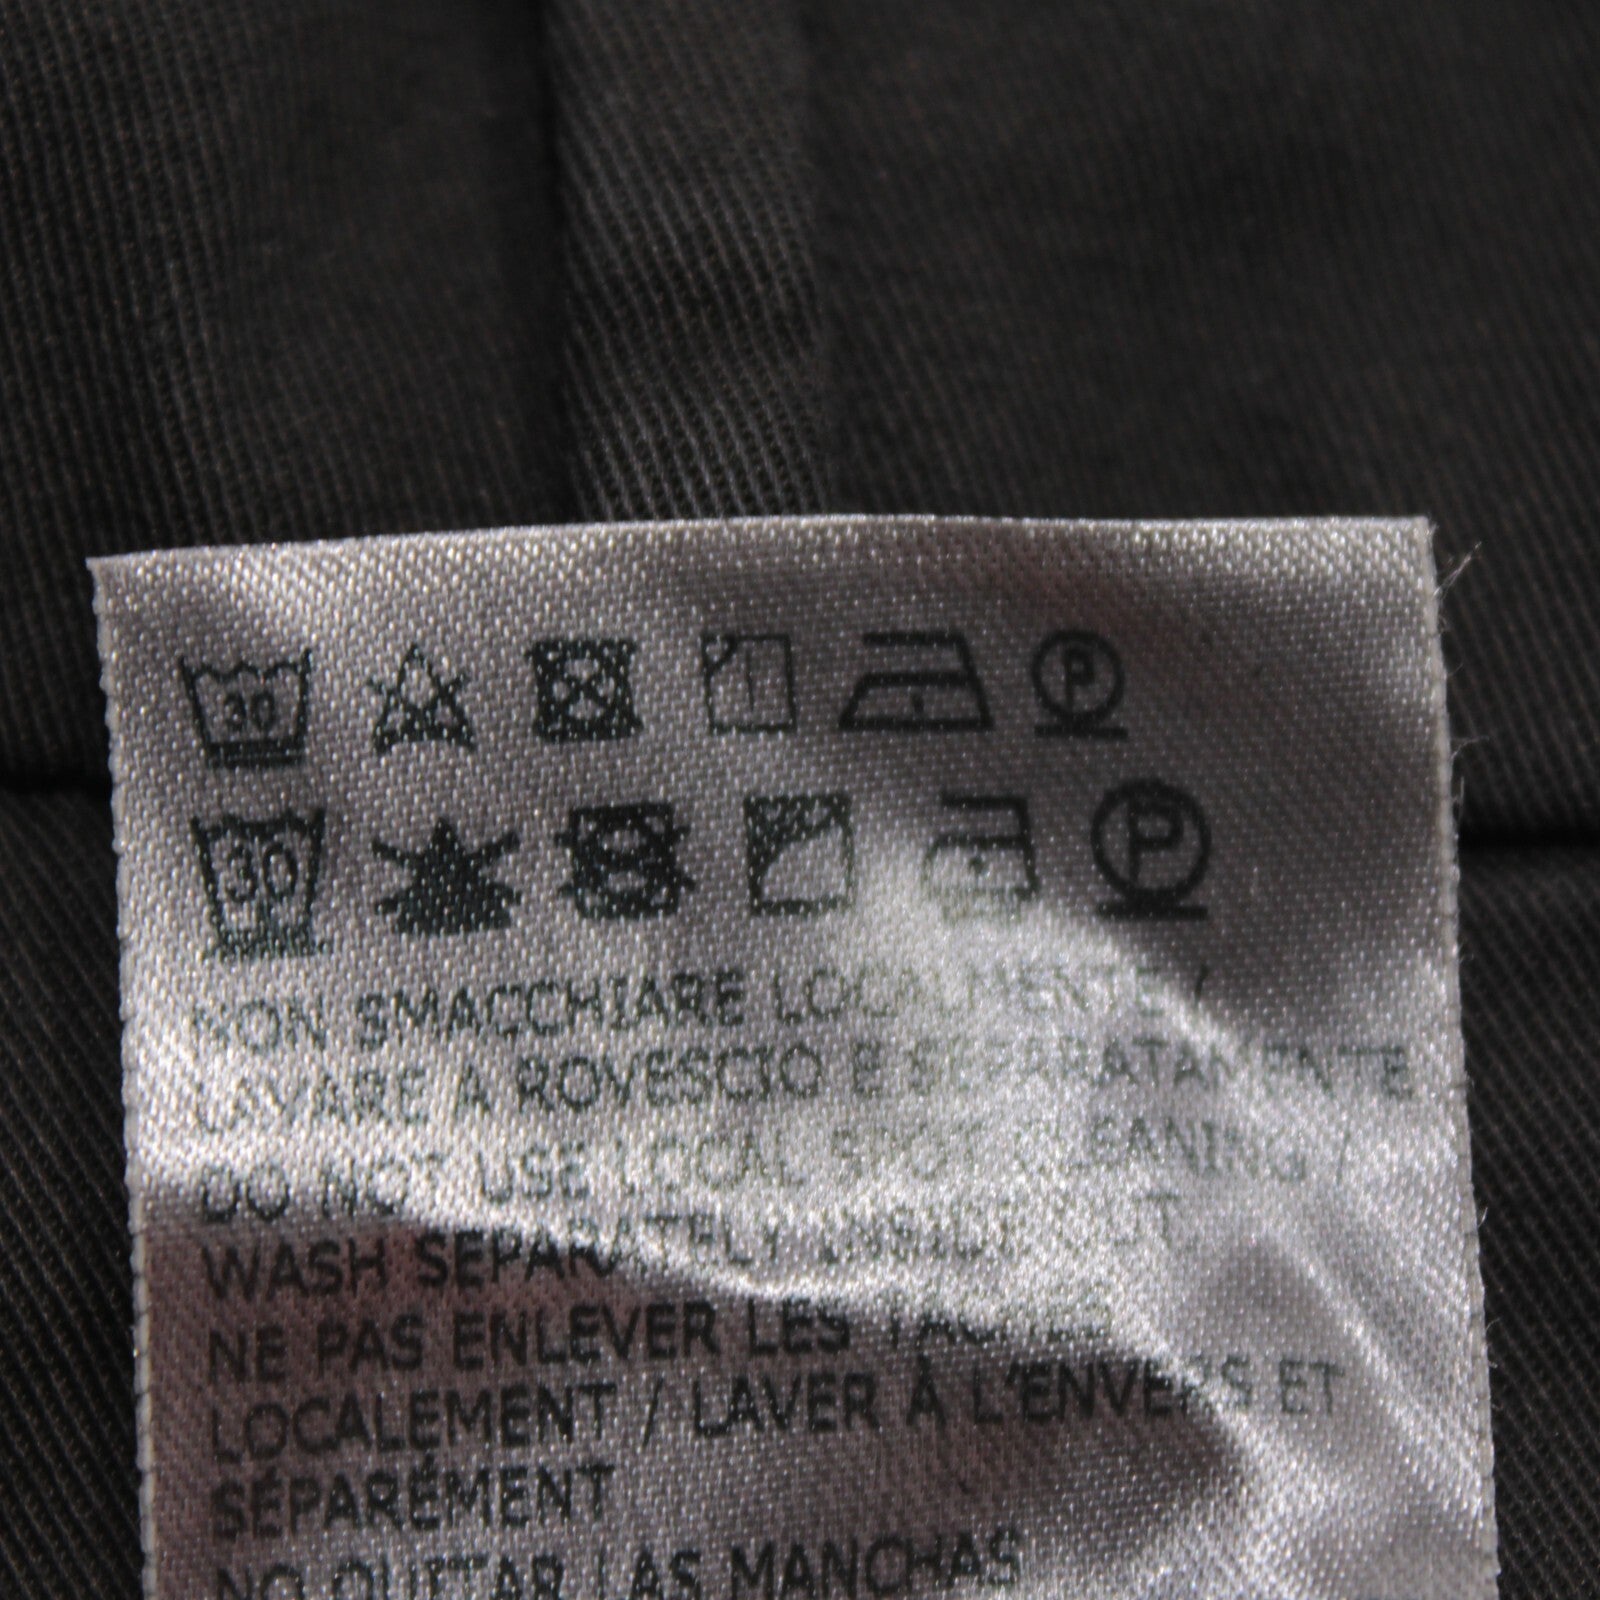 30 P
30 P
NON SMACCHIARE LOCALMENTE /
LAVARE A ROVESCIO E SEPARATAMENTE
DO NOT USE LOCAL SPOT CLEANING /
WASH SEPARATELY INSIDE OUT
NE PAS ENLEVER LES TACHES
LOCALEMENT / LAVER À L'ENVERS ET
SÉPARÉMENT
NO QUITAR LAS MANCHAS